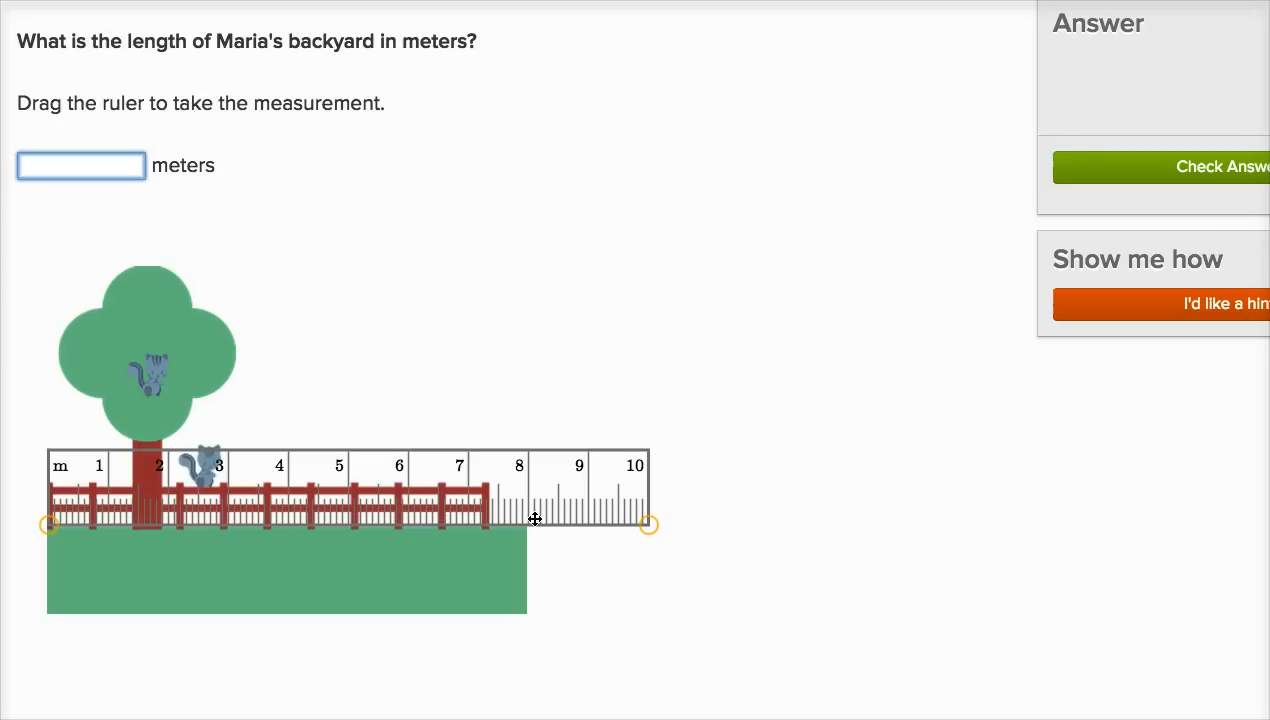 What is the length of Maria's backyard in meters?
Answer
Drag the ruler to take the measurement.
meters
Check Answ
Show me how
I'd like a hin
m 1 2 3 4 5 6 7 8 9 10